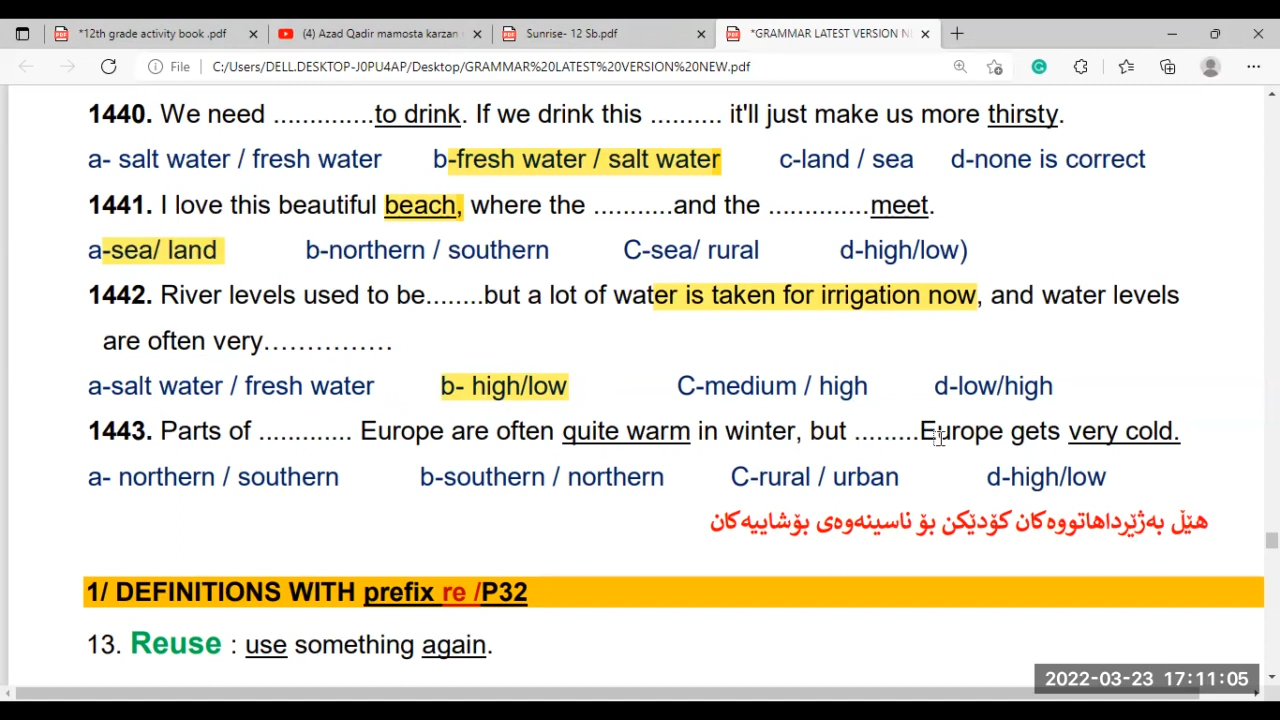 *12th grade activity book .pdf
(4) Azad Qadir mamosta karzan
Sunrise- 12 Sb.pdf
*GRAMMAR LATEST VERSION
File
C:/Users/DELL.DESKTOP-J0PU4AP/Desktop/GRAMMAR%20LATEST%20VERSION%20NEW.pdf
1440. We need ..............to drink. If we drink this .......... it'll just make us more thirsty.
a- salt water / fresh water b-fresh water / salt water c-land / sea d-none is correct
1441. I love this beautiful beach, where the ...........and the ..............meet.
a-sea/ land b-northern / southern C-sea/ rural d-high/low)
1442. River levels used to be........but a lot of water is taken for irrigation now, and water levels
are often very……………
a-salt water / fresh water b- high/low C-medium / high d-low/high
1443. Parts of ............. Europe are often quite warm in winter, but .........Europe gets very cold.
a- northern / southern b-southern / northern C-rural / urban d-high/low
هێڵ بەژێرداهاتووەکان کۆدێکن بۆ ناسینەوەی بۆشاییەکان
1/ DEFINITIONS WITH prefix re /P32
13. Reuse : use something again.
2022-03-23 17:11:05